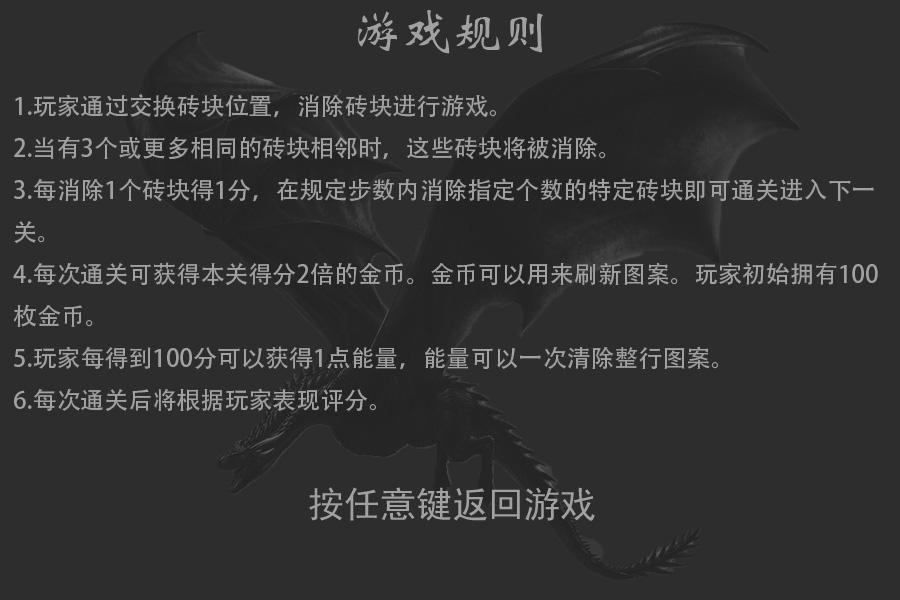 游戏规则
1.玩家通过交换砖块位置，消除砖块进行游戏。
2.当有3个或更多相同的砖块相邻时，这些砖块将被消除。
3.每消除1个砖块得1分，在规定步数内消除指定个数的特定砖块即可通关进入下一
关。
4.每次通关可获得本关得分2倍的金币。金币可以用来刷新图案。玩家初始拥有100
枚金币。
5.玩家每得到100分可以获得1点能量，能量可以一次清除整行图案。
6.每次通关后将根据玩家表现评分。
按任意键返回游戏